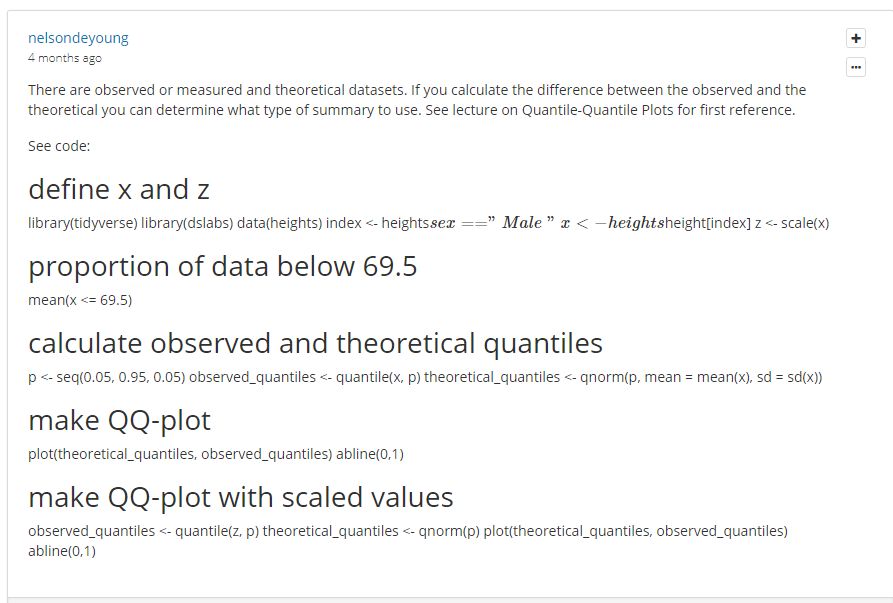 nelsondeyoung
4 months ago
There are observed or measured and theoretical datasets. If you calculate the difference between the observed and the
theoretical you can determine what type of summary to use. See lecture on Quantile-Quantile Plots for first reference.
See code:
define x and z
library(tidyverse) library(dslabs) data(heights) index <- heightssex ==” Male ” x < −heightsheight[index] z <- scale(x)
proportion of data below 69.5
mean(x <= 69.5)
calculate observed and theoretical quantiles
p <- seq(0.05, 0.95, 0.05) observed_quantiles <- quantile(x, p) theoretical_quantiles <- qnorm(p, mean = mean(x), sd = sd(x))
make QQ-plot
plot(theoretical_quantiles, observed_quantiles) abline(0,1)
make QQ-plot with scaled values
observed_quantiles <- quantile(z, p) theoretical_quantiles <- qnorm(p) plot(theoretical_quantiles, observed_quantiles)
abline(0,1)